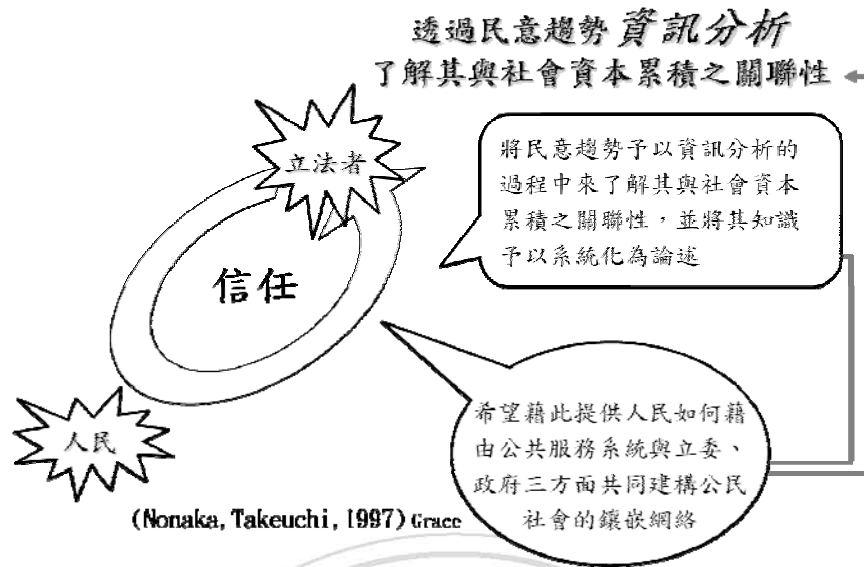 透過民意趨勢資訊分析
了解其與社會資本累積之關聯性
立法者
將民意趨勢予以資訊分析的
過程中來了解其與社會資本
累積之關聯性，並將其知識
予以系統化為論述
信任
希望藉此提供人民如何藉
由公共服務系統與立委、
政府三方面共同建構公民
社會的鑲嵌網絡
人民
(Nonaka, Takeuchi, 1997) Grace